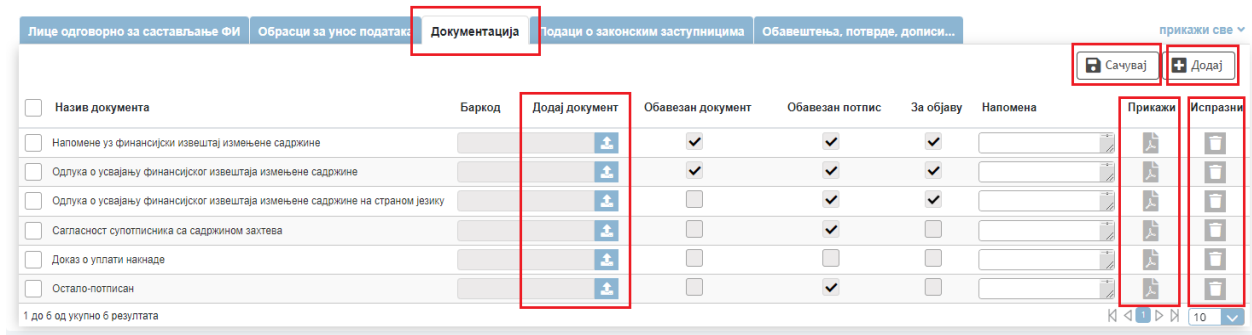 Лице одговорно за састављање ФИ Обрасци за унос податак Документација Подаци о законским заступницима Обавештења, потврде, дописи... прикажи све
Сачувај Додај
Назив документа Баркод Додај документ Обавезан документ Обавезан потпис За објаву Напомена Прикажи Испразни
Напомене уз финансијски извештај измењене садржине
Одлука о усвајању финансијског извештаја измењене садржине
Одлука о усвајању финансијског извештаја измењене садржине на страном језику
Сагласност супотписника са садржином захтева
Доказ о уплати накнаде
Остало-потписан
1 до 6 од укупно 6 резултата 1 10